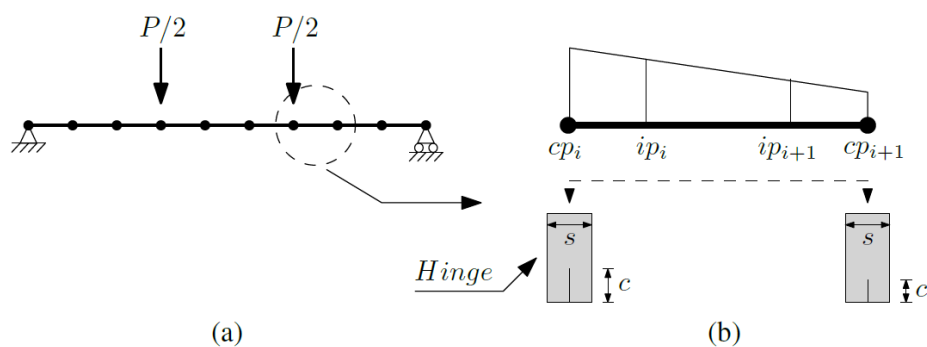 P/2 P/2
cp_i ip_i ip_{i+1} cp_{i+1}
s s
Hinge c c
(a) (b)